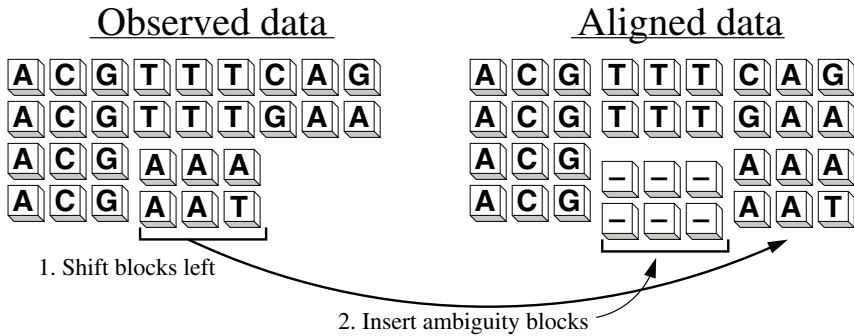 Observed data Aligned data
A C G T T T C A G A C G T T T C A G
A C G T T T G A A A C G T T T G A A
A C G A A A A C G – – – A A A
A C G A A T A C G – – – A A T
1. Shift blocks left
2. Insert ambiguity blocks